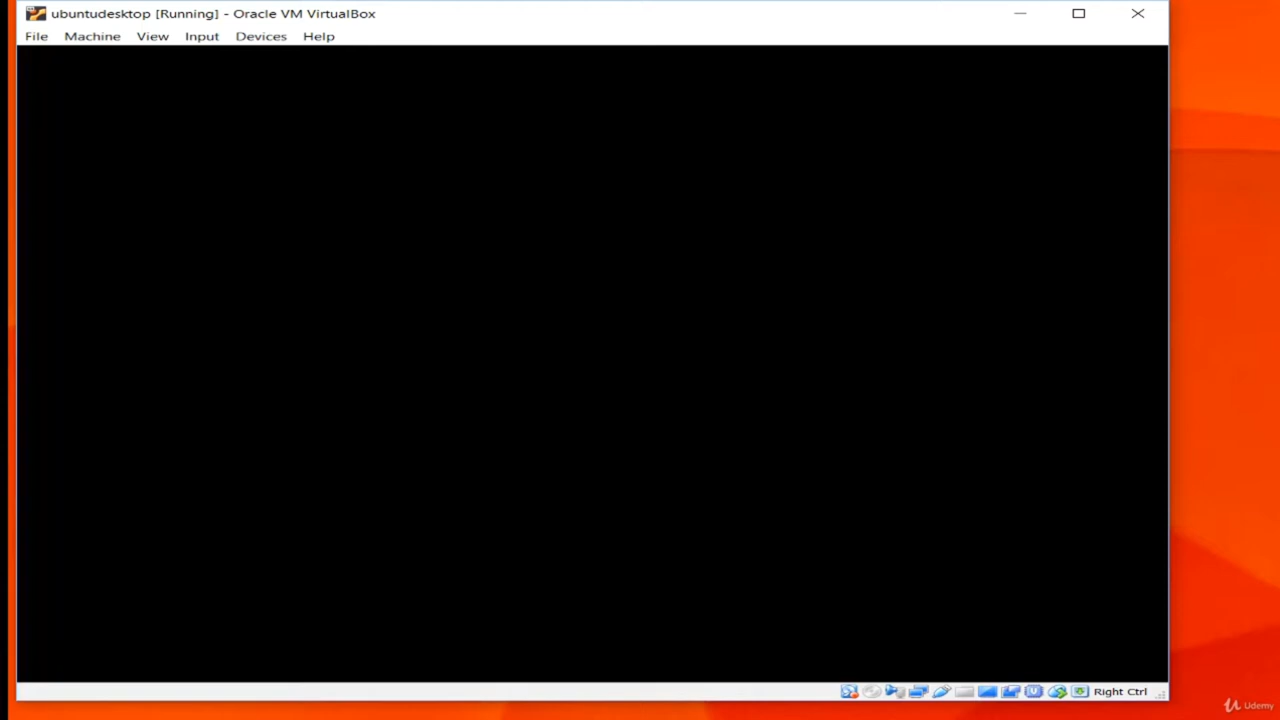 ubuntudesktop [Running] - Oracle VM VirtualBox
File Machine View Input Devices Help
Right Ctrl
Udemy